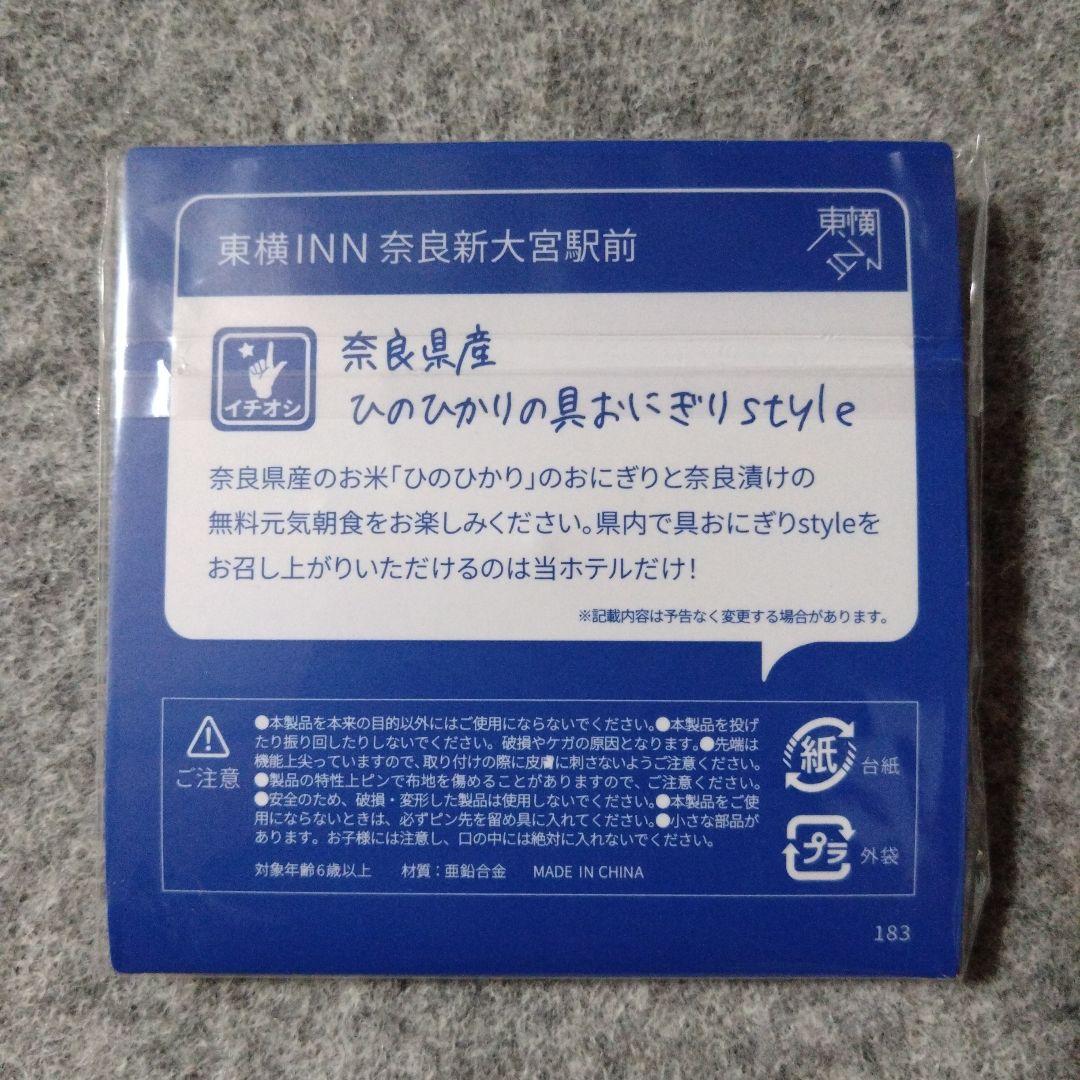 東横INN 奈良新大宮駅前
東横INN
イチオシ
奈良県産
ひのひかりの具おにぎりstyle
奈良県産のお米「ひのひかり」のおにぎりと奈良漬けの
無料元気朝食をお楽しみください。県内で具おにぎりstyleを
お召し上がりいただけるのは当ホテルだけ！
※記載内容は予告なく変更する場合があります。
ご注意
●本製品を本来の目的以外にはご使用にならないでください。●本製品を投げ
たり振り回したりしないでください。破損やケガの原因となります。●先端は
機能上尖っていますので、取り付けの際に皮膚に刺さないようご注意ください。
●製品の特性上ピンで布地を傷めることがありますので、ご注意ください。
●安全のため、破損・変形した製品は使用しないでください。●本製品をご使
用にならないときは、必ずピン先を留め具に入れてください。●小さな部品が
あります。お子様には注意し、口の中には絶対に入れないでください。
対象年齢6歳以上 材質：亜鉛合金 MADE IN CHINA
紙 台紙
プラ 外袋
183